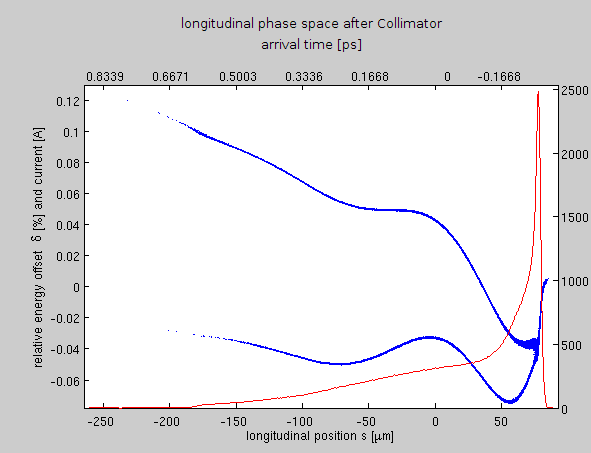 longitudinal phase space after Collimator
arrival time [ps]
0.8339 0.6671 0.5003 0.3336 0.1668 0 -0.1668
relative energy offset δ [%] and current [A]
0.12
0.1
0.08
0.06
0.04
0.02
0
-0.02
-0.04
-0.06
2500
2000
1500
1000
500
0
-250 -200 -150 -100 -50 0 50
longitudinal position s [μm]